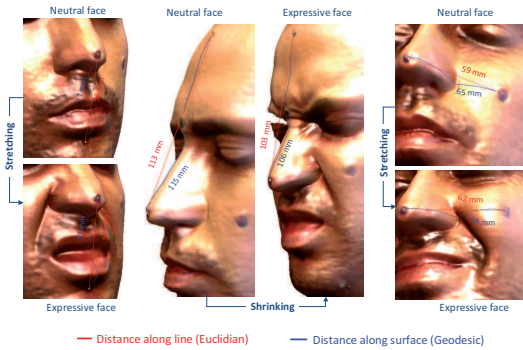 Neutral face
Neutral face
Expressive face
Neutral face
Stretching
113 mm
115 mm
103 mm
106 mm
59 mm
65 mm
Stretching
62 mm
mm
Expressive face
Shrinking
Expressive face
Distance along line (Euclidian)
Distance along surface (Geodesic)